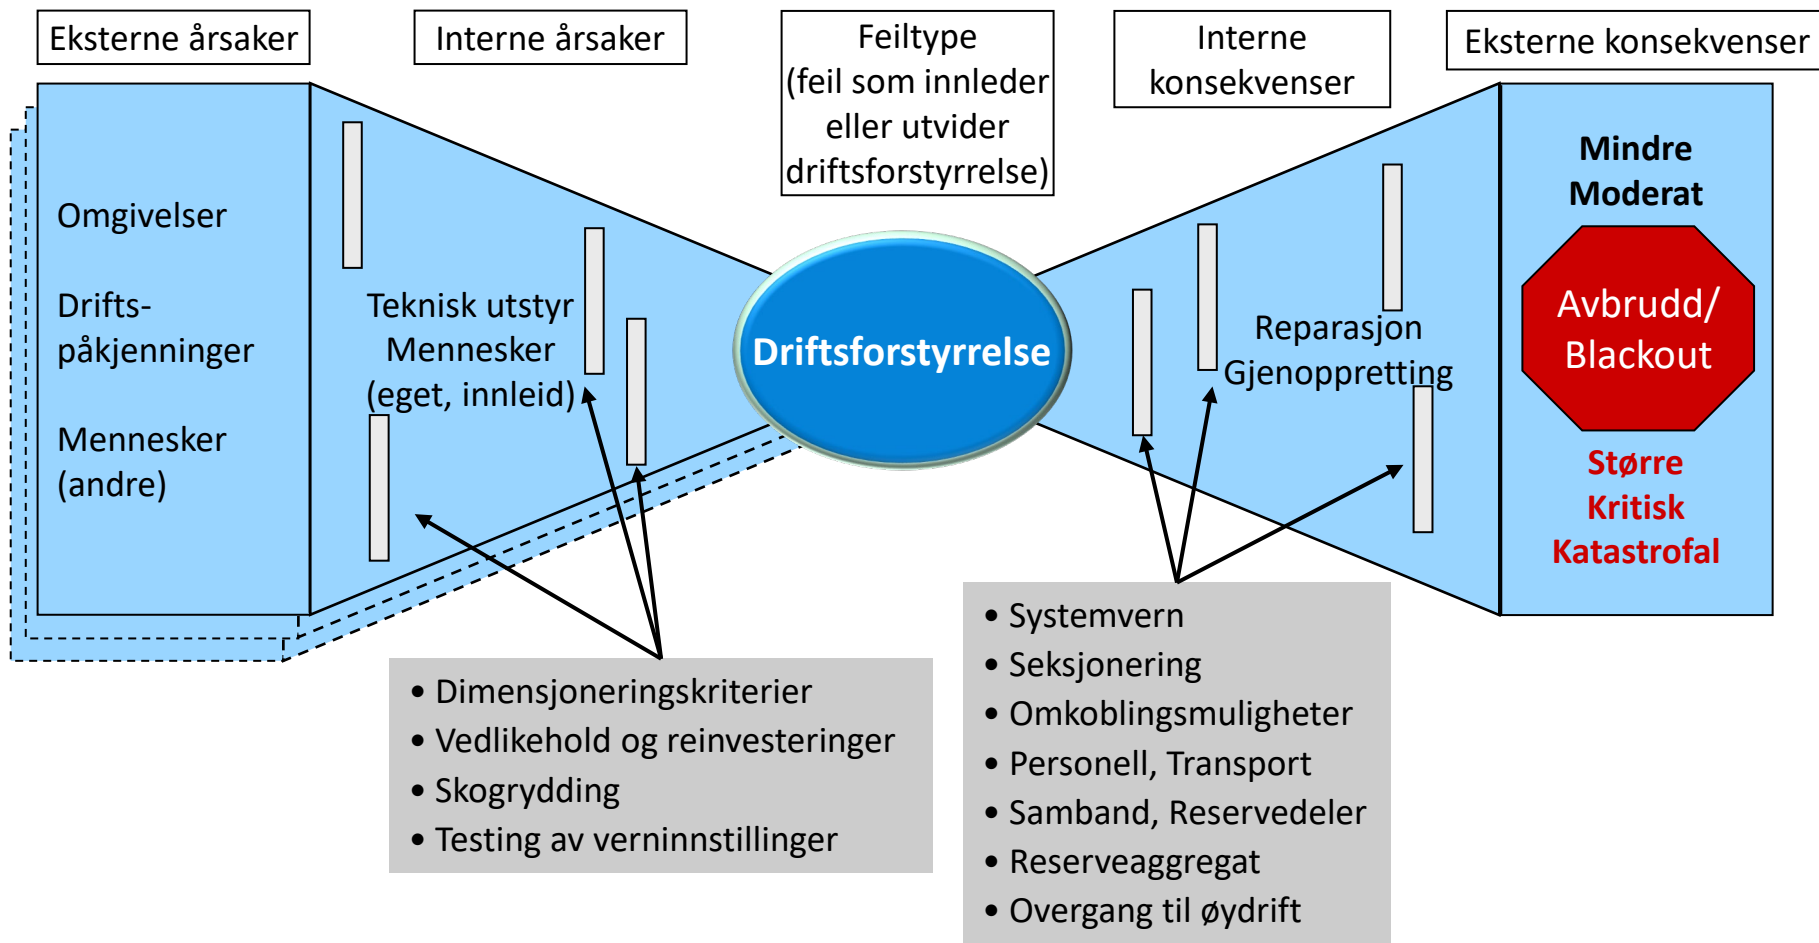 Eksterne årsaker
Interne årsaker
Feiltype
(feil som innleder
eller utvider
driftsforstyrrelse)
Interne
konsekvenser
Eksterne konsekvenser
Omgivelser
Drifts-
påkjenninger
Mennesker
(andre)
Teknisk utstyr
Mennesker
(eget, innleid)
Driftsforstyrrelse
Reparasjon
Gjenoppretting
Mindre
Moderat
Avbrudd/
Blackout
Større
Kritisk
Katastrofal
• Dimensjoneringskriterier
• Vedlikehold og reinvesteringer
• Skogrydding
• Testing av verninnstillinger
• Systemvern
• Seksjonering
• Omkoblingsmuligheter
• Personell, Transport
• Samband, Reservedeler
• Reserveaggregat
• Overgang til øydrift